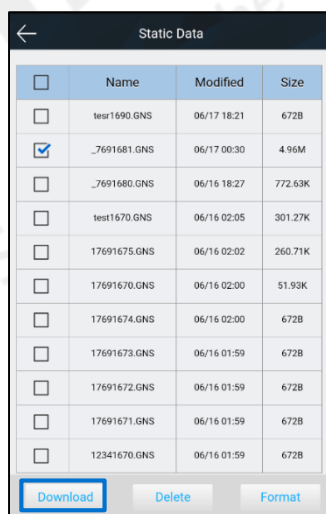 Static Data
Name Modified Size
tesr1690.GNS 06/17 18:21 672B
_7691681.GNS 06/17 00:30 4.96M
_7691680.GNS 06/16 18:27 772.63K
test1670.GNS 06/16 02:05 301.27K
17691675.GNS 06/16 02:02 260.71K
17691670.GNS 06/16 02:00 51.93K
17691674.GNS 06/16 02:00 672B
17691673.GNS 06/16 01:59 672B
17691672.GNS 06/16 01:59 672B
17691671.GNS 06/16 01:59 672B
12341670.GNS 06/16 01:59 672B
Download Delete Format